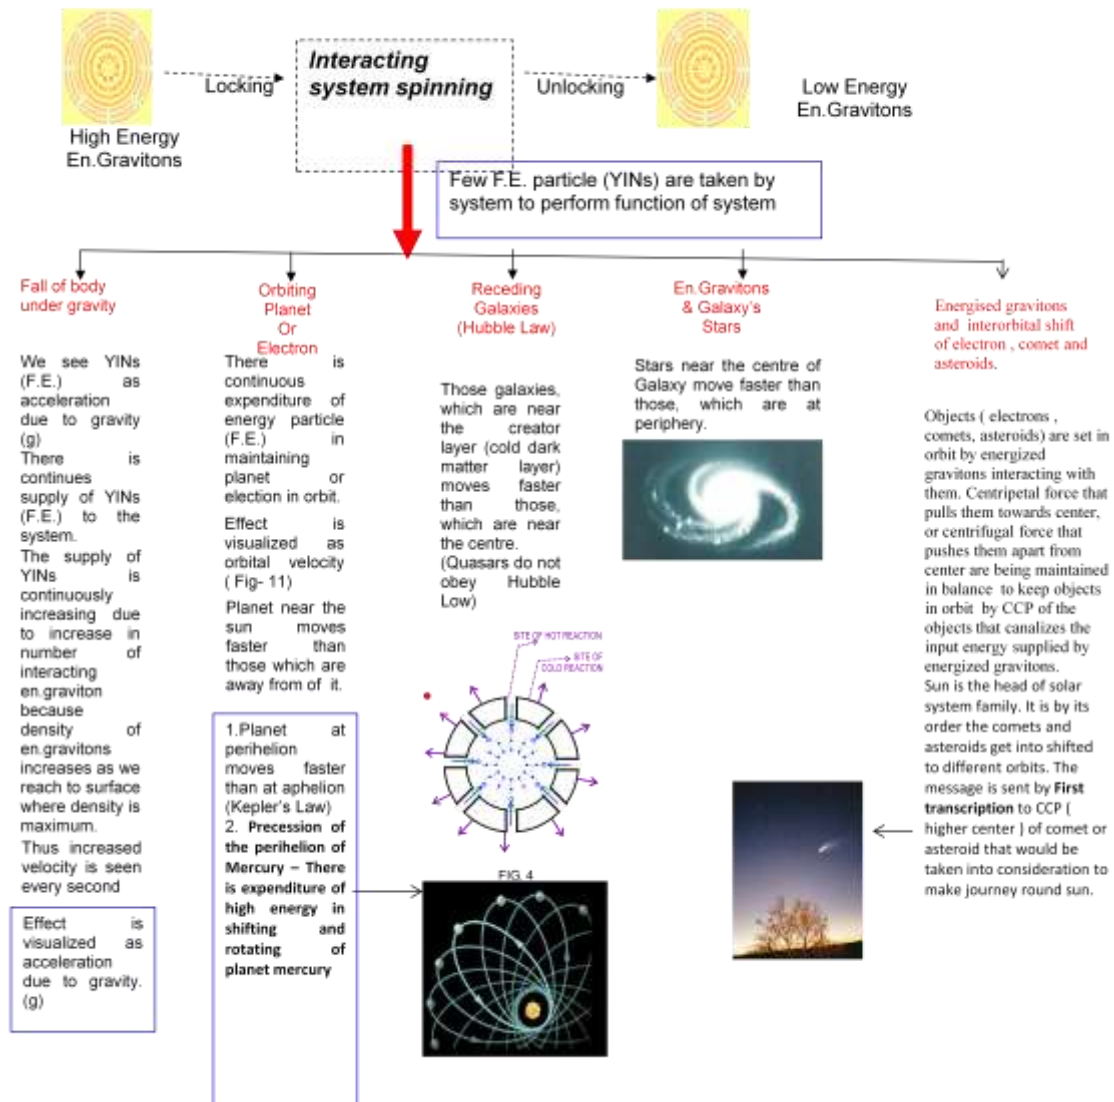 Interacting
system spinning
Locking
Unlocking
High Energy
En.Gravitons
Low Energy
En.Gravitons
Few F.E. particle (YINs) are taken by
system to perform function of system
Fall of body
under gravity
We see YINs
(F.E.) as
acceleration
due to gravity
(g)
There is
continues
supply of YINs
(F.E.) to the
system.
The supply of
YINs is
continuously
increasing due
to increase in
number of
interacting
en.graviton
because
density of
en.gravitons
increases as we
reach to surface
where density is
maximum.
Thus increased
velocity is seen
every second
Effect is
visualized as
acceleration
due to gravity.
(g)
Orbiting
Planet
Or
Electron
There is
continuous
expenditure of
energy particle
(F.E.) in
maintaining
planet or
election in orbit.
Effect is
visualized as
orbital velocity
( Fig- 11)
Planet near the
sun moves
faster than
those which are
away from of it.
1.Planet at
perihelion
moves faster
than at aphelion
(Kepler's Law)
2. Precession of
the perihelion of
Mercury – There
is expenditure of
high energy in
shifting and
rotating of
planet mercury
Receding
Galaxies
(Hubble Law)
Those galaxies,
which are near
the creator
layer (cold dark
matter layer)
moves faster
than those,
which are near
the centre.
(Quasars do not
obey Hubble
Low)
SITE OF HOT REACTION
SITE OF
COLD REACTION
FIG. 4
En.Gravitons
& Galaxy's
Stars
Stars near the centre of
Galaxy move faster than
those, which are at
periphery.
Energised gravitons
and interorbital shift
of electron , comet and
asteroids.
Objects ( electrons ,
comets, asteroids) are set in
orbit by energized
gravitons interacting with
them. Centripetal force that
pulls them towards center,
or centrifugal force that
pushes them apart from
center are being maintained
in balance to keep objects
in orbit by CCP of the
objects that canalizes the
input energy supplied by
energized gravitons.
Sun is the head of solar
system family. It is by its
order the comets and
asteroids get into shifted
to different orbits. The
message is sent by First
transcription to CCP (
higher center ) of comet or
asteroid that would be
taken into consideration to
make journey round sun.